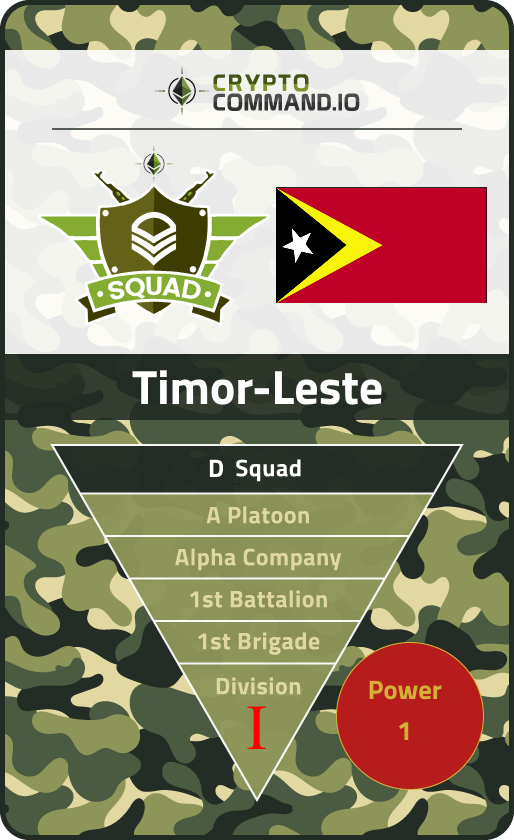 CRYPTO
COMMAND.IO
SQUAD
Timor-Leste
D Squad
A Platoon
Alpha Company
1st Battalion
1st Brigade
Division
I
Power
1